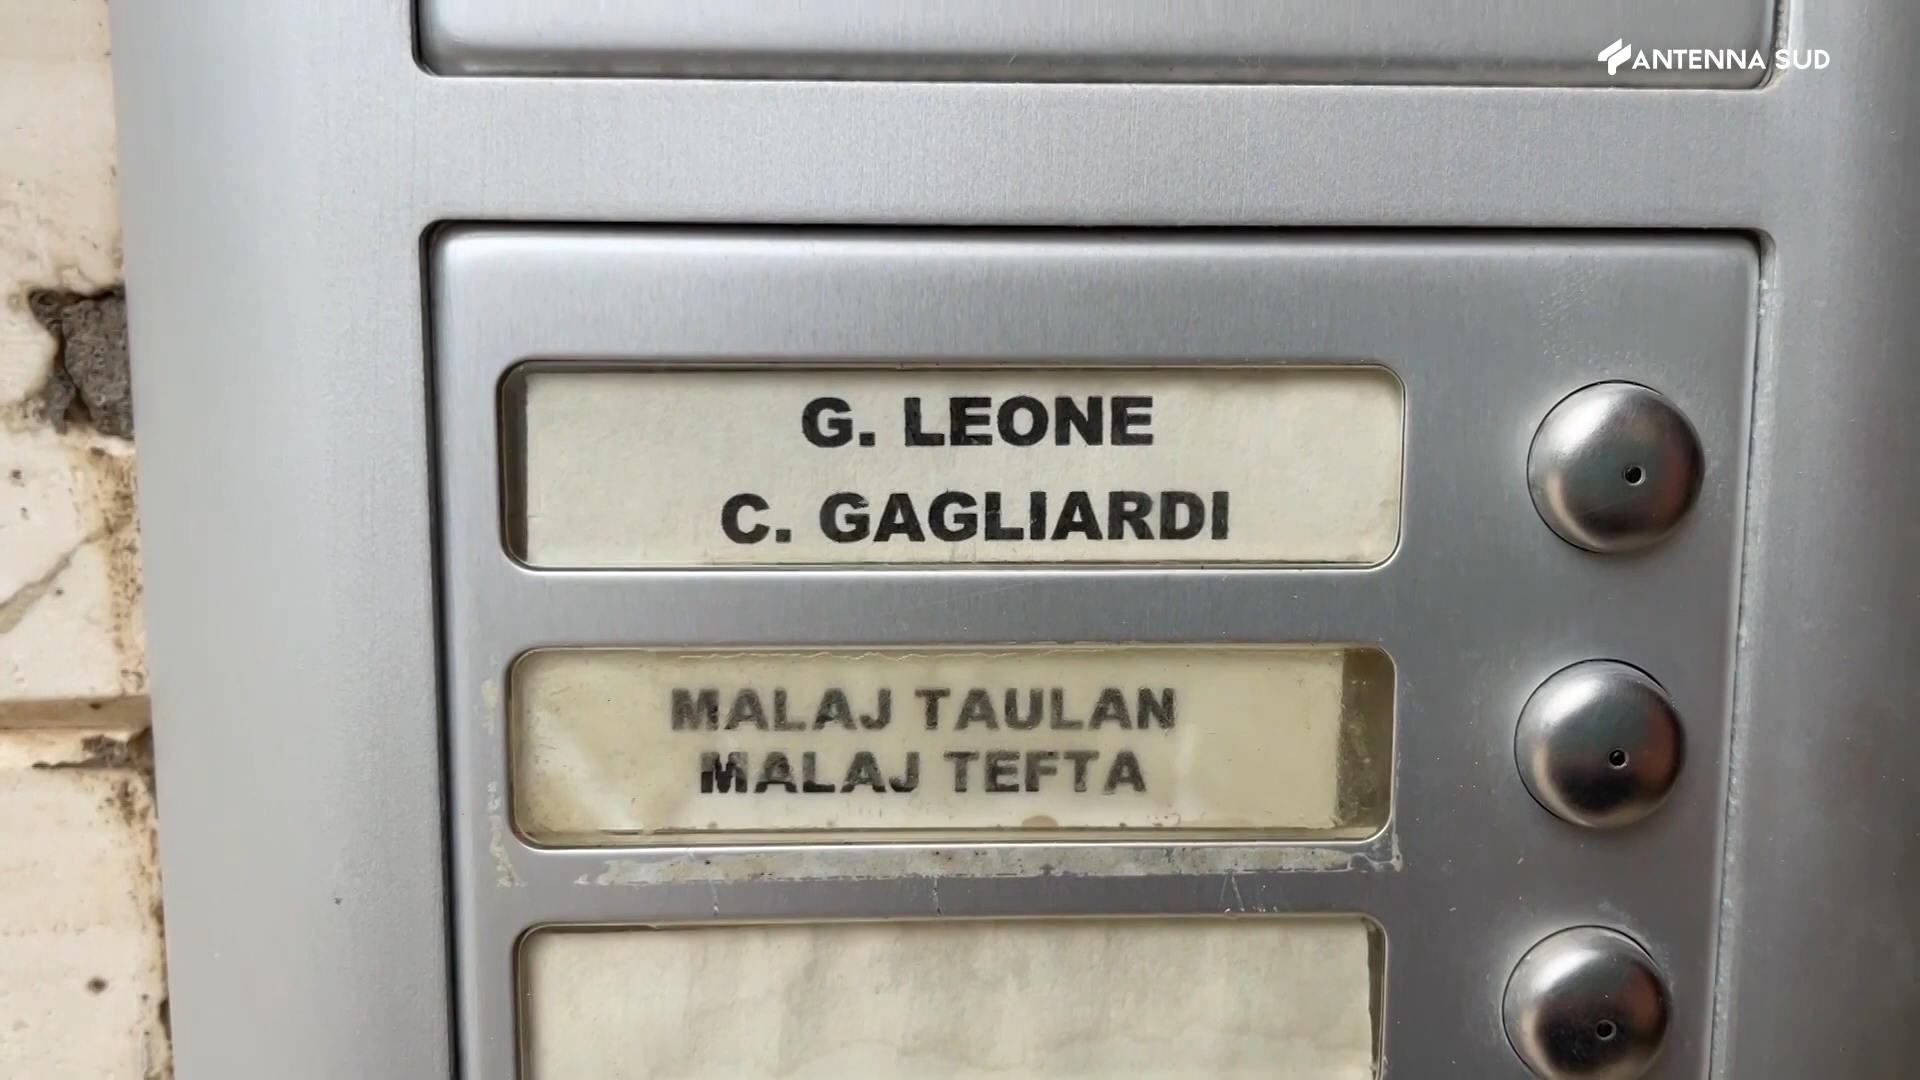 ANTENNA SUD
G. LEONE
C. GAGLIARDI
MALAJ TAULAN
MALAJ TEFTA